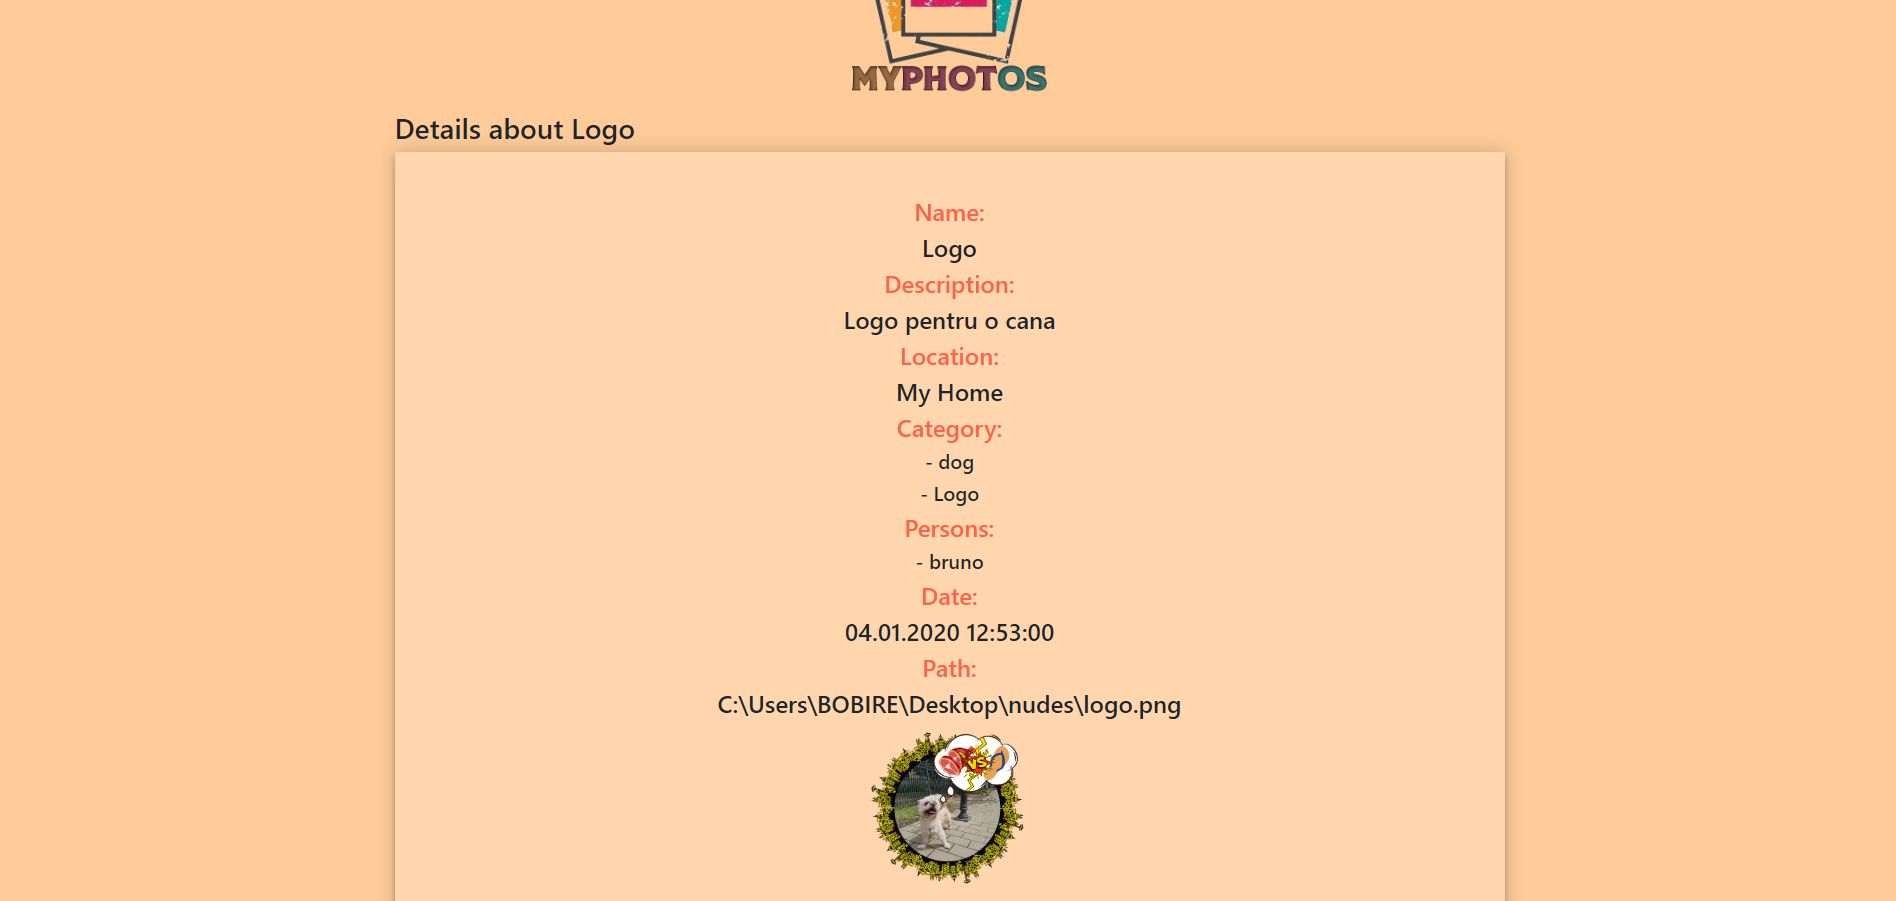 MYPHOTOS
Details about Logo
Name:
Logo
Description:
Logo pentru o cana
Location:
My Home
Category:
- dog
- Logo
Persons:
- bruno
Date:
04.01.2020 12:53:00
Path:
C:\Users\BOBIRE\Desktop\nudes\logo.png
VS